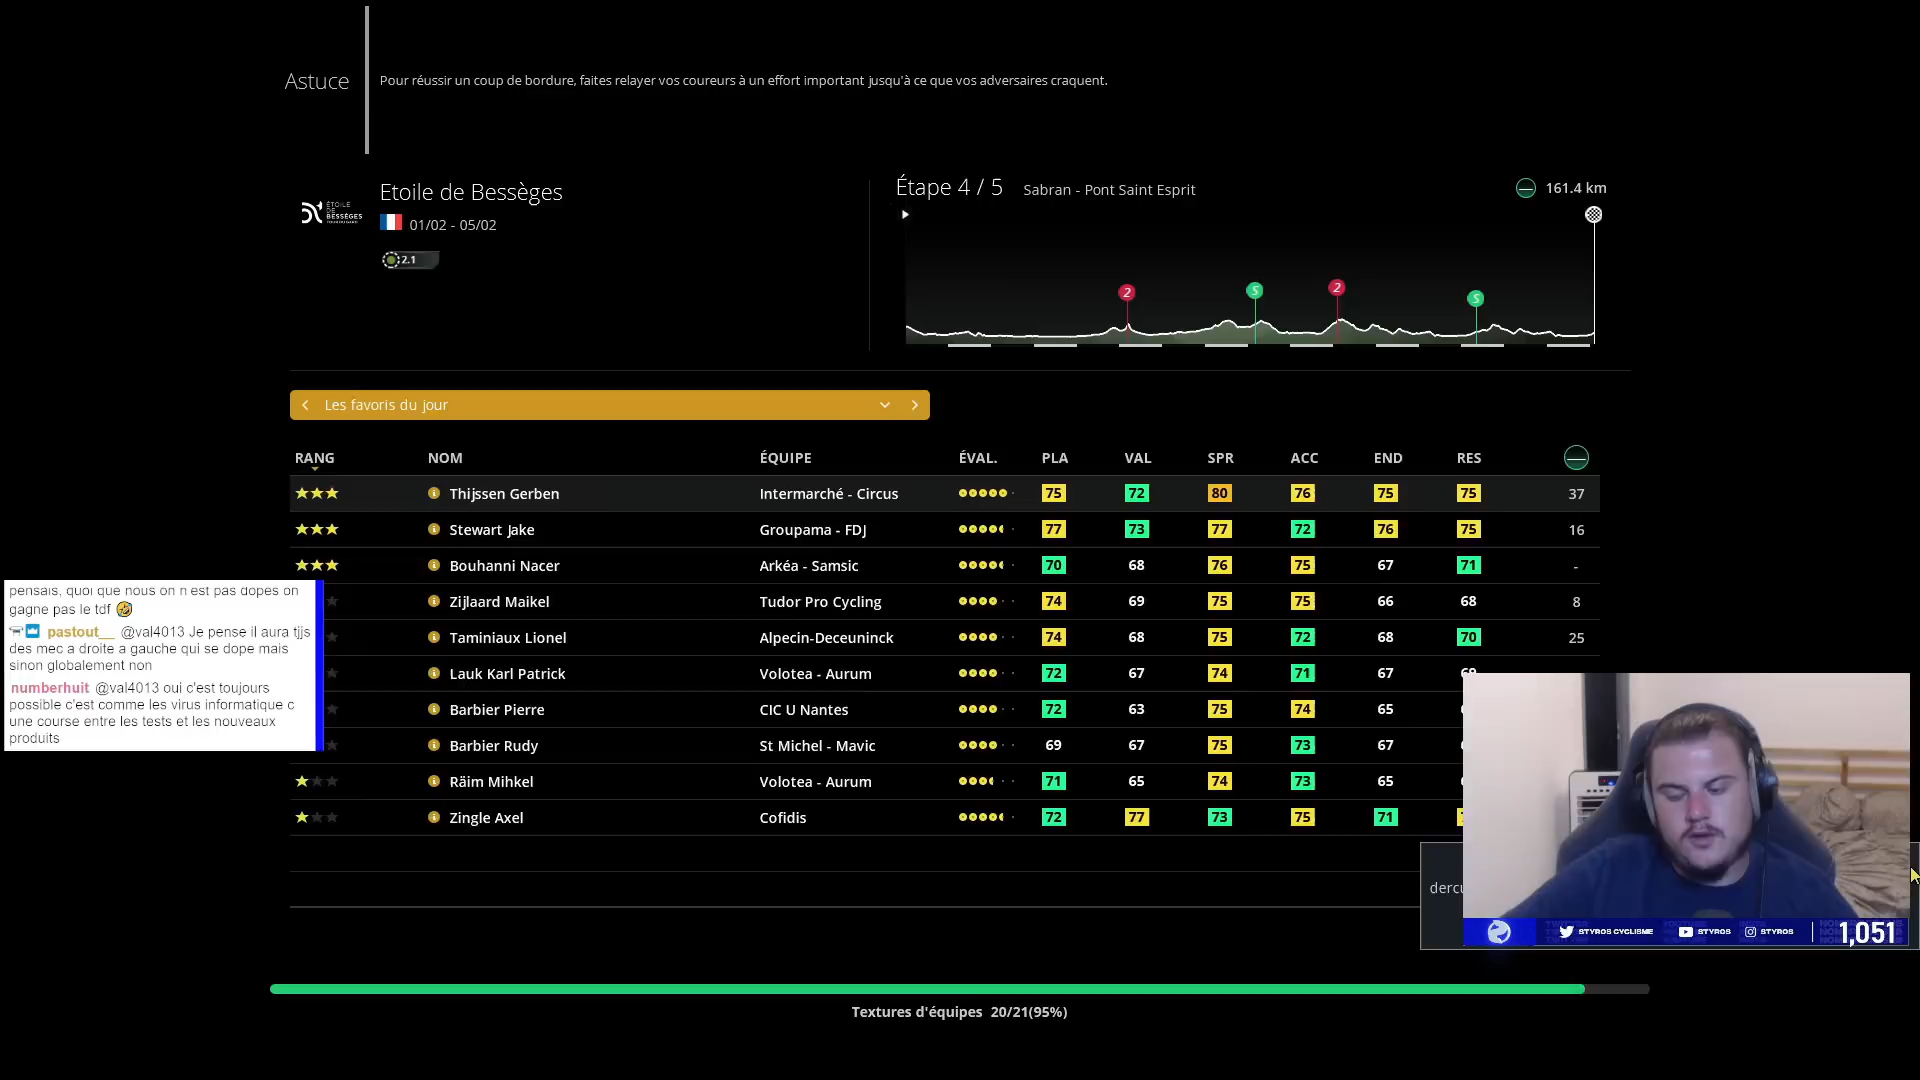 Astuce
Pour réussir un coup de bordure, faites relayer vos coureurs à un effort important jusqu'à ce que vos adversaires craquent.
ÉTOILE DE BESSÈGES
Etoile de Bessèges
01/02 - 05/02
2.1
Étape 4 / 5 Sabran - Pont Saint Esprit 161.4 km
2 S 2 S
Les favoris du jour
RANG NOM ÉQUIPE ÉVAL. PLA VAL SPR ACC END RES
Thijssen Gerben Intermarché - Circus 75 72 80 76 75 75 37
Stewart Jake Groupama - FDJ 77 73 77 72 76 75 16
Bouhanni Nacer Arkéa - Samsic 70 68 76 75 67 71 -
Zijlaard Maikel Tudor Pro Cycling 74 69 75 75 66 68 8
Taminiaux Lionel Alpecin-Deceuninck 74 68 75 72 68 70 25
Lauk Karl Patrick Volotea - Aurum 72 67 74 71 67
Barbier Pierre CIC U Nantes 72 63 75 74 65
Barbier Rudy St Michel - Mavic 69 67 75 73 67
Räim Mihkel Volotea - Aurum 71 65 74 73 65
Zingle Axel Cofidis 72 77 73 75 71
pensais, quoi que nous on n'est pas dopés on
gagne pas le tdf
pastout__ @val4013 Je pense il aura tjjs
des mec a droite a gauche qui se dope mais
sinon globalement non
numberhuit @val4013 oui c'est toujours
possible c'est comme les virus informatique c
une course entre les tests et les nouveaux
produits
dercu
STYROS CYCLISME STYROS STYROS 1,051
Textures d'équipes 20/21(95%)